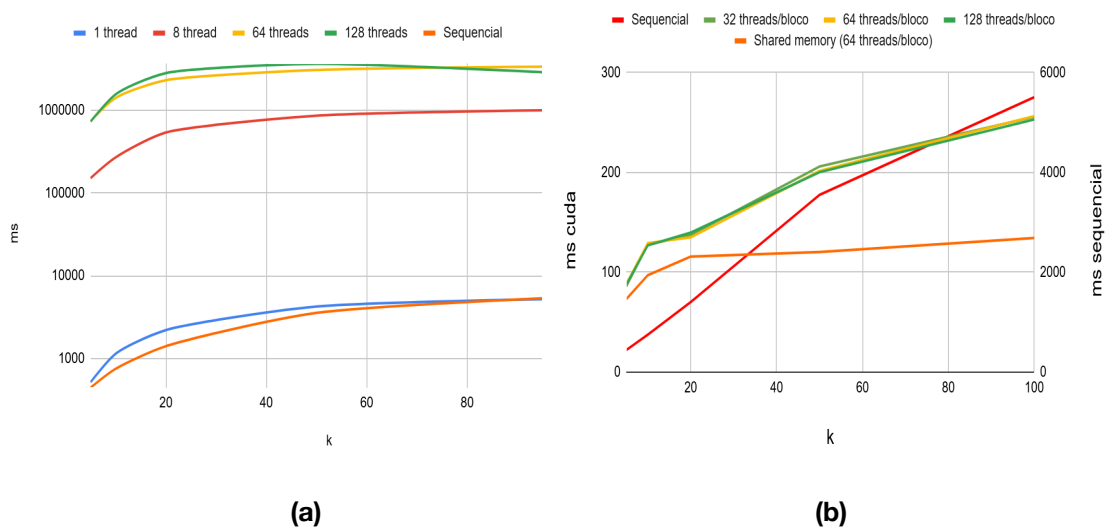 1 thread 8 thread 64 threads 128 threads Sequencial
1000000
100000
10000
1000
ms
20 40 60 80
k
(a)
Sequencial 32 threads/bloco 64 threads/bloco 128 threads/bloco
Shared memory (64 threads/bloco)
300 6000
200 4000
100 2000
0 0
ms cuda
ms sequencial
20 40 60 80 100
k
(b)